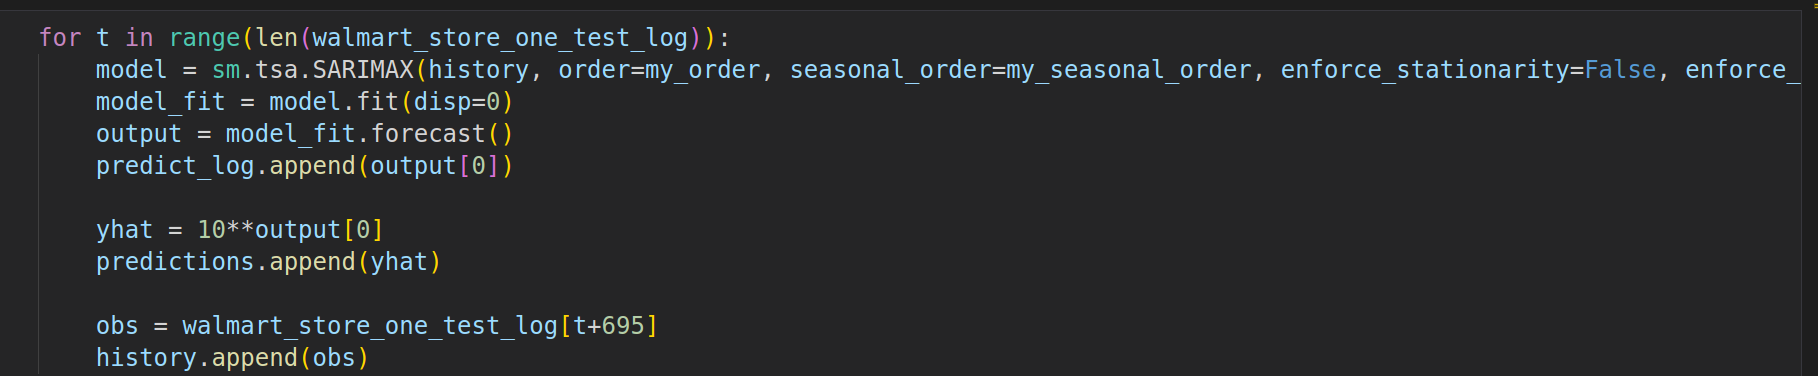 for t in range(len(walmart_store_one_test_log)):
    model = sm.tsa.SARIMAX(history, order=my_order, seasonal_order=my_seasonal_order, enforce_stationarity=False, enforce_
    model_fit = model.fit(disp=0)
    output = model_fit.forecast()
    predict_log.append(output[0])

    yhat = 10**output[0]
    predictions.append(yhat)

    obs = walmart_store_one_test_log[t+695]
    history.append(obs)